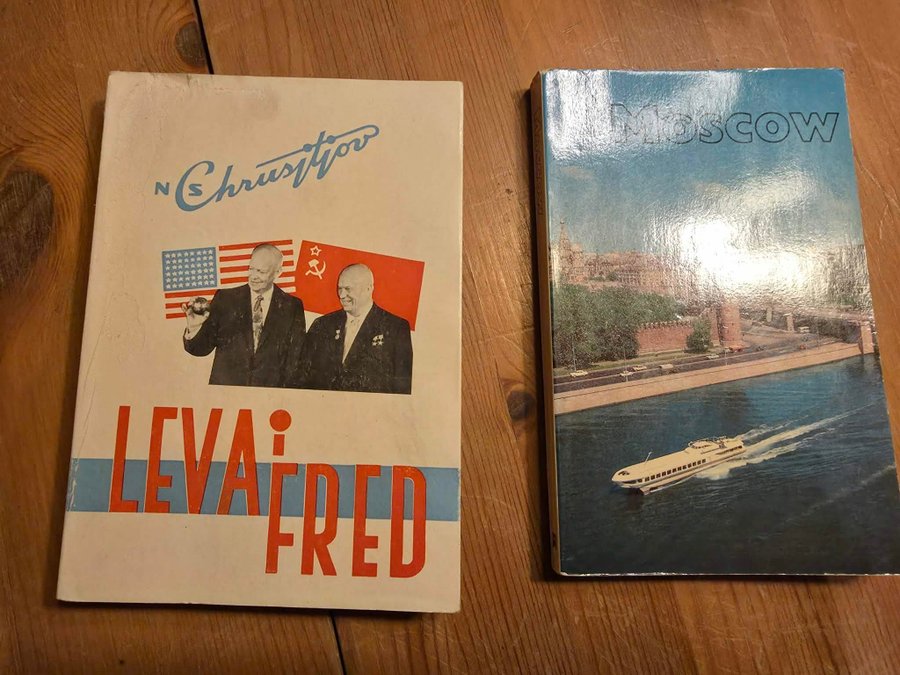 N S Chrusjtjov
LEVA i
FRED
Moscow